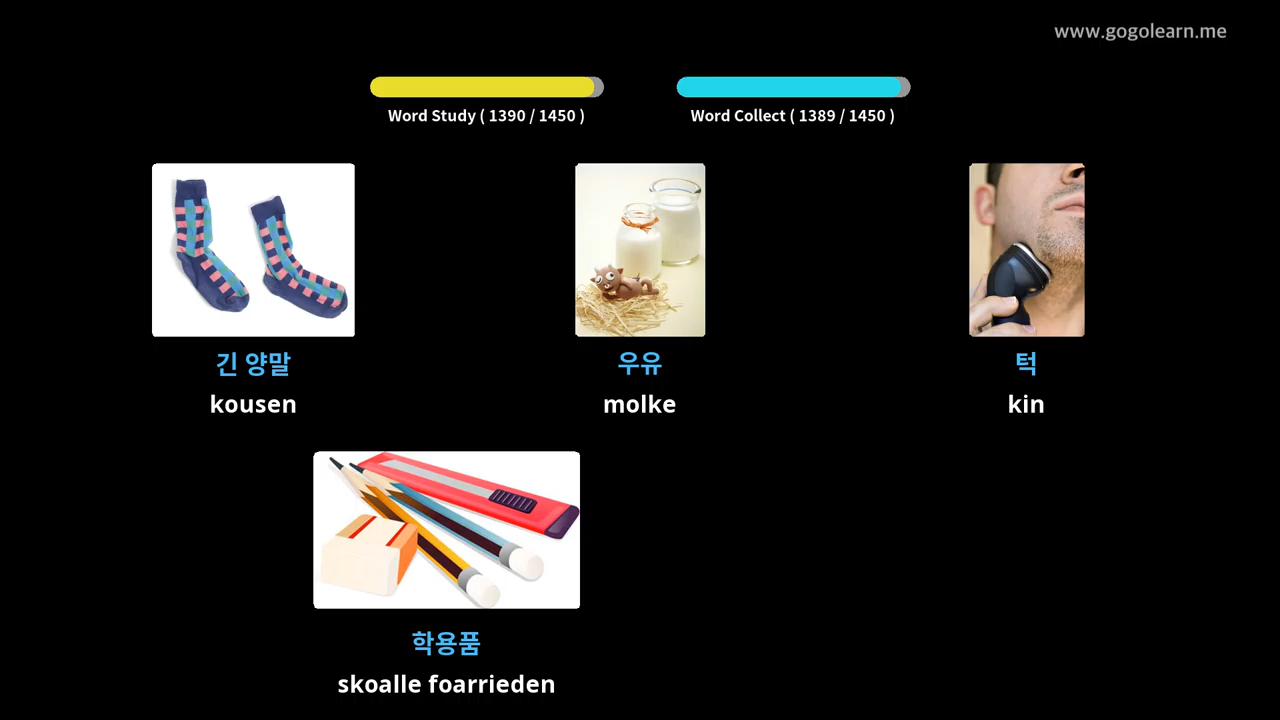 www.gogolearn.me
Word Study ( 1390 / 1450 )
Word Collect ( 1389 / 1450 )
긴 양말
kousen
우유
molke
턱
kin
학용품
skoalle foarrieden